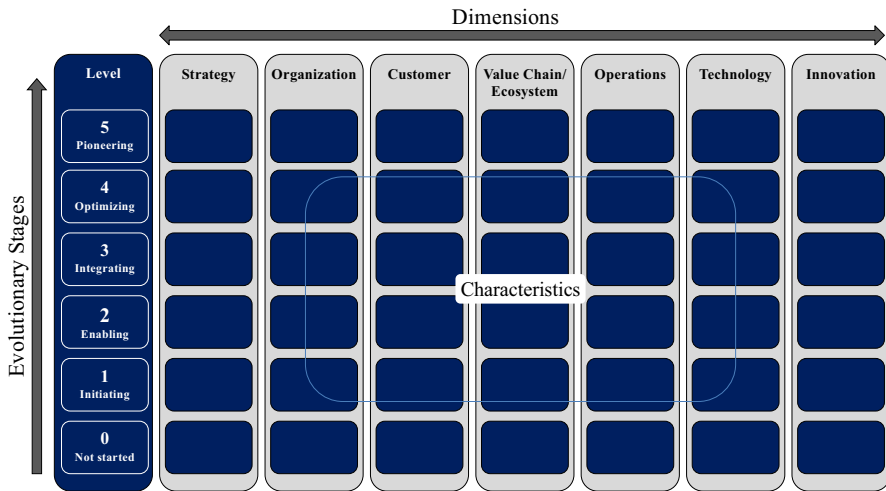 Dimensions
Level
Strategy
Organization
Customer
Value Chain/
Ecosystem
Operations
Technology
Innovation
Evolutionary Stages
5
Pioneering
4
Optimizing
3
Integrating
2
Enabling
1
Initiating
0
Not started
Characteristics